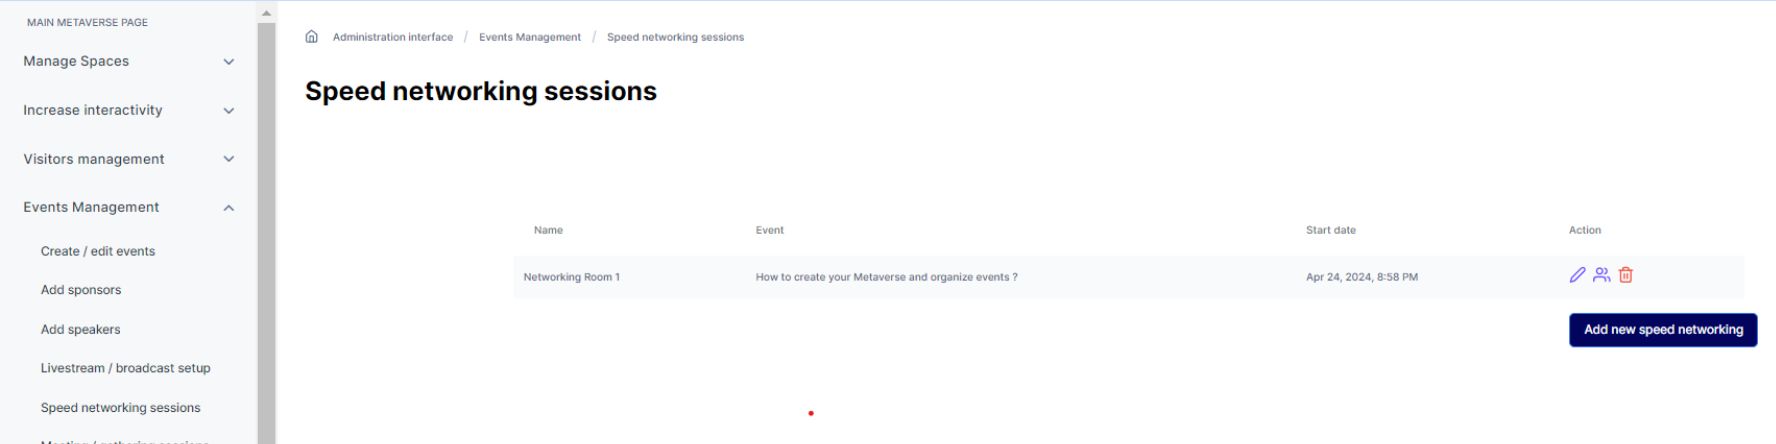 MAIN METAVERSE PAGE
Manage Spaces
Increase interactivity
Visitors management
Events Management
Create / edit events
Add sponsors
Add speakers
Livestream / broadcast setup
Speed networking sessions
Meeting / gathering sessions
Administration interface / Events Management / Speed networking sessions
Speed networking sessions
Name Event Start date Action
Networking Room 1 How to create your Metaverse and organize events ? Apr 24, 2024, 8:58 PM
Add new speed networking